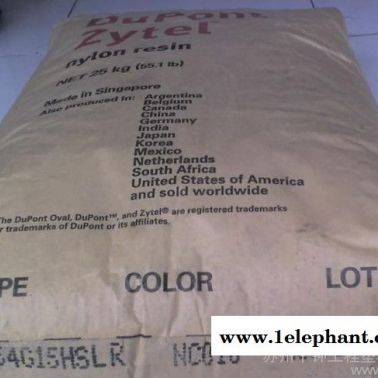 DuPont
Zytel®
nylon resin
NET 25 kg (55.1 lb)
Made in Singapore
Also produced in: Argentina
Belgium
Canada
China
Germany
India
Japan
Korea
Mexico
Netherlands
South Africa
United States of America
and sold worldwide
The DuPont Oval, DuPont™, and Zytel® are registered trademarks
or trademarks of DuPont or its affiliates.
PE COLOR LOT
G15HSLR NC010
www.1elephant.c